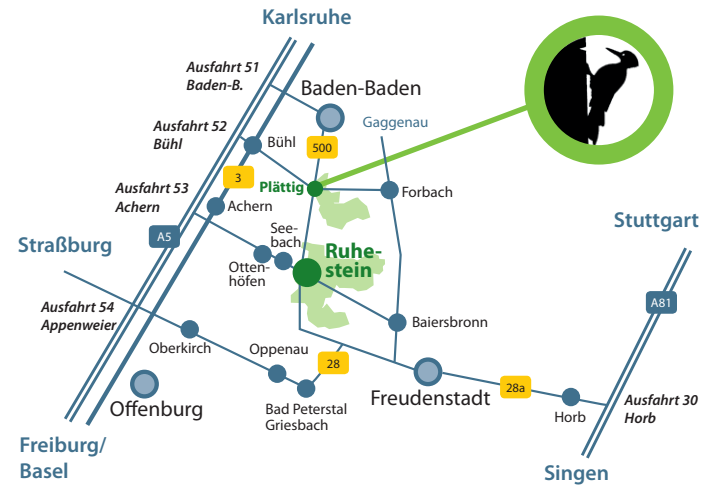 Karlsruhe
Ausfahrt 51
Baden-B.
Baden-Baden
Gaggenau
Ausfahrt 52
Bühl
Bühl
500
3
Plättig
Forbach
Ausfahrt 53
Achern
Achern
Stuttgart
A5
See-
bach
Straßburg
Ruhe-
stein
Otten-
höfen
A81
Ausfahrt 54
Appenweier
Baiersbronn
Oberkirch
Oppenau
28
28a
Freudenstadt
Offenburg
Bad Peterstal
Griesbach
Horb
Ausfahrt 30
Horb
Freiburg/
Basel
Singen